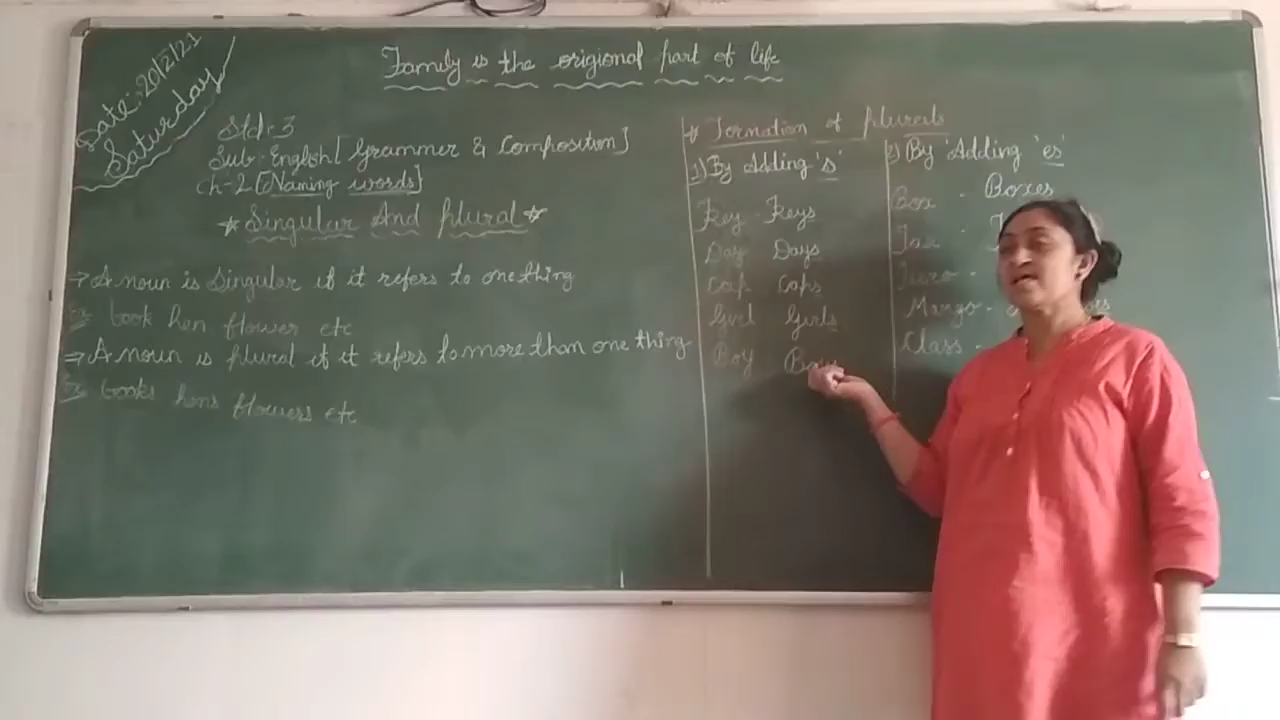 Date: 20/2/21
Saturday
Family is the origional part of life
Std: 3
Sub: English [Grammer & Composition]
Ch-2 [Naming words]
* Singular And plural *
→ A noun is Singular if it refers to one thing
Ex book hen flower etc
⇒ A noun is plural if it refers to more than one thing
Ex books hens flowers etc
* Formation of plurals
1) By Adding 's'
Key - Keys
Day Days
Cap Caps
Girl Girls
Boy Boys
2) By Adding 'es'
Box - Boxes
Mango -
Class -